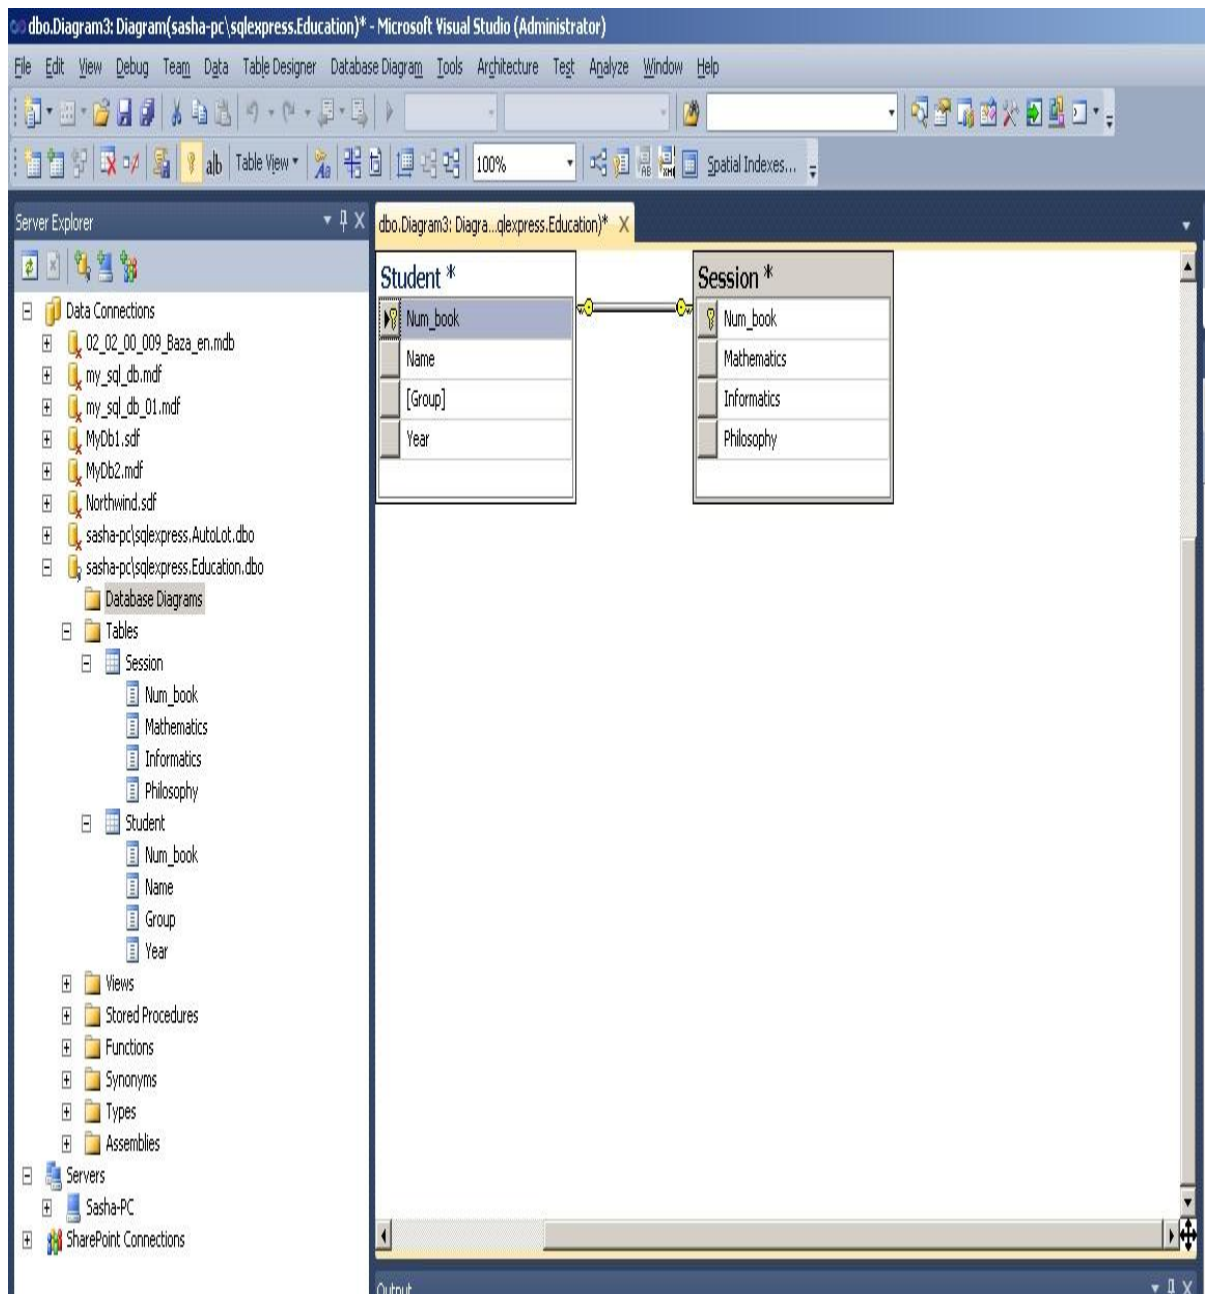 dbo.Diagram3: Diagram(sasha-pc\sqlexpress.Education)* - Microsoft Visual Studio (Administrator)
File Edit View Debug Team Data Table Designer Database Diagram Tools Architecture Test Analyze Window Help
ab Table View 100% Spatial Indexes...
Server Explorer
Data Connections
02_02_00_009_Baza_en.mdb
my_sql_db.mdf
my_sql_db_01.mdf
MyDb1.sdf
MyDb2.mdf
Northwind.sdf
sasha-pc\sqlexpress.AutoLot.dbo
sasha-pc\sqlexpress.Education.dbo
Database Diagrams
Tables
Session
Num_book
Mathematics
Informatics
Philosophy
Student
Num_book
Name
Group
Year
Views
Stored Procedures
Functions
Synonyms
Types
Assemblies
Servers
Sasha-PC
SharePoint Connections
dbo.Diagram3: Diagra...qlexpress.Education)* X
Student *
Num_book
Name
[Group]
Year
Session *
Num_book
Mathematics
Informatics
Philosophy
Output